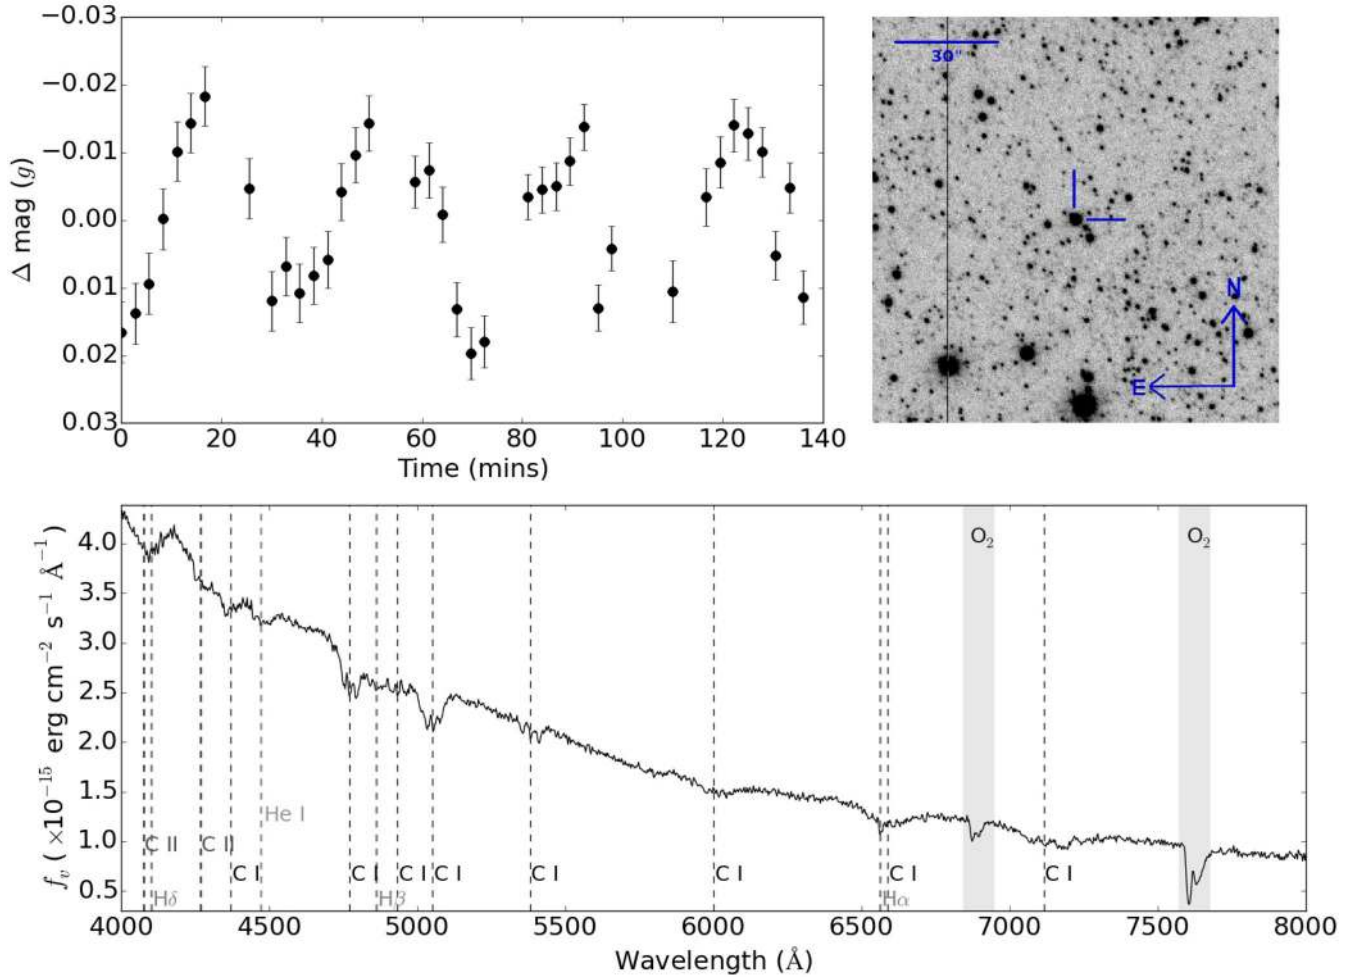 −0.03
−0.02
−0.01
0.00
0.01
0.02
0.03
Δ mag (g)
0 20 40 60 80 100 120 140
Time (mins)
30"
N
E
4.0
3.5
3.0
2.5
2.0
1.5
1.0
0.5
f_ν ( ×10⁻¹⁵ erg cm⁻² s⁻¹ Å⁻¹)
O₂ O₂
He I
C II C II
C I C I C I C I C I C I C I C I
Hδ Hβ Hα
4000 4500 5000 5500 6000 6500 7000 7500 8000
Wavelength (Å)